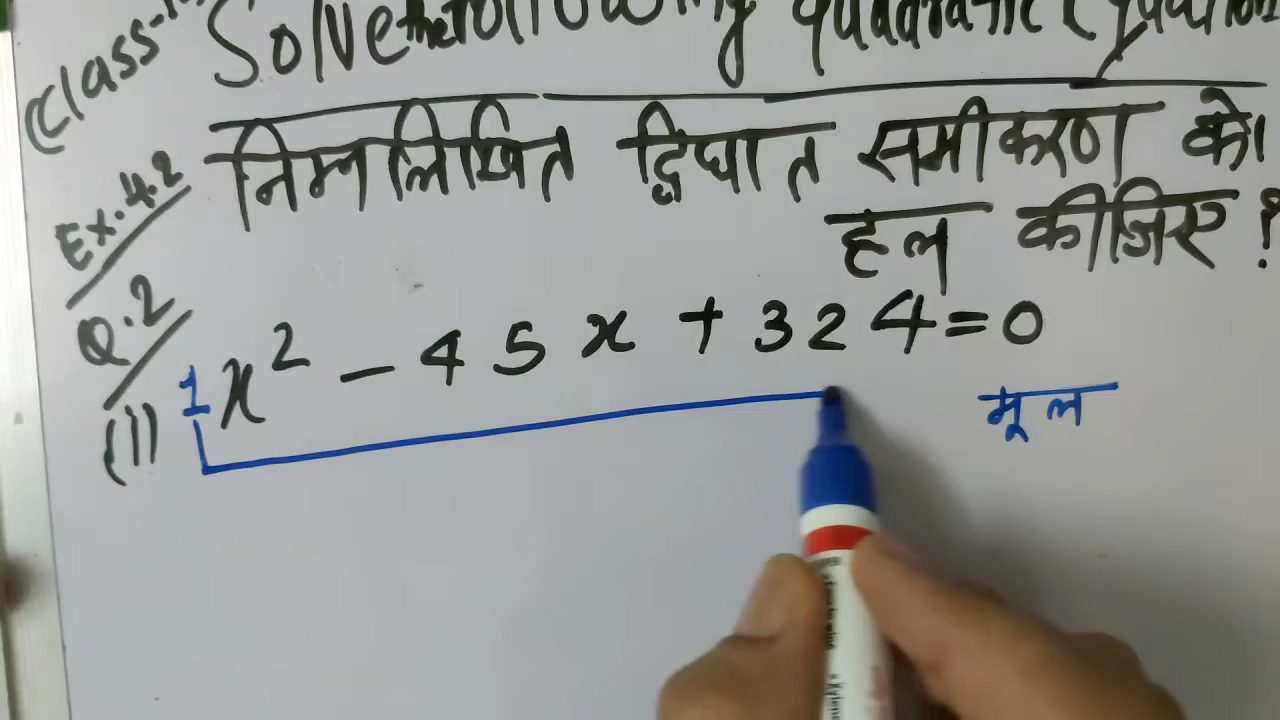 Class-10
Solve the following quadratic Equation
निम्नलिखित द्विघात समीकरण को
हल कीजिए?
Ex.4.2
Q.2
(i) 1x² - 45x + 324=0
मूल